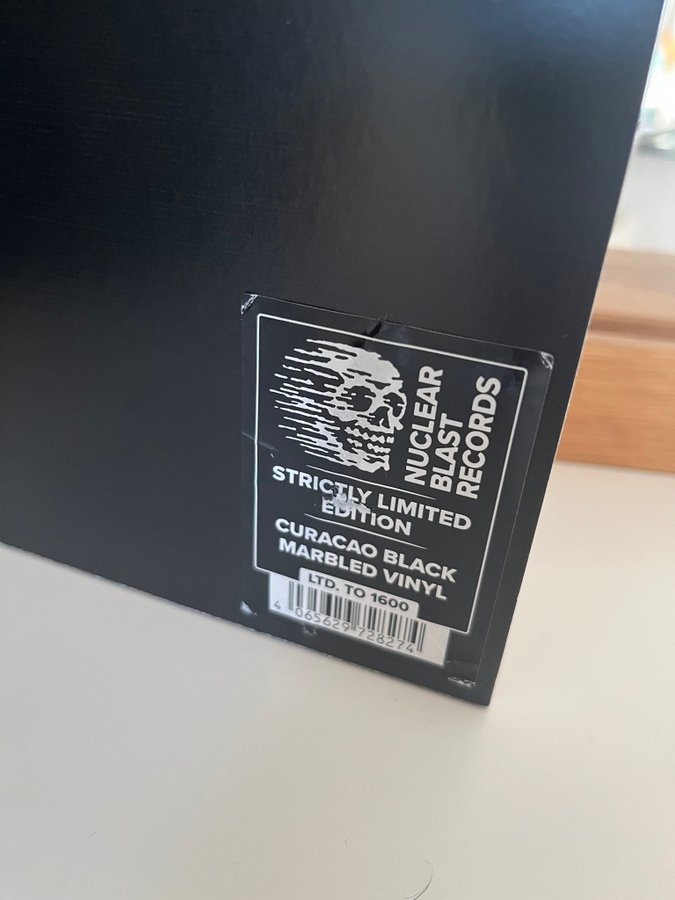 NUCLEAR
BLAST
RECORDS
STRICTLY LIMITED
EDITION
CURACAO BLACK
MARBLED VINYL
LTD. TO 1600
4 065629 728274